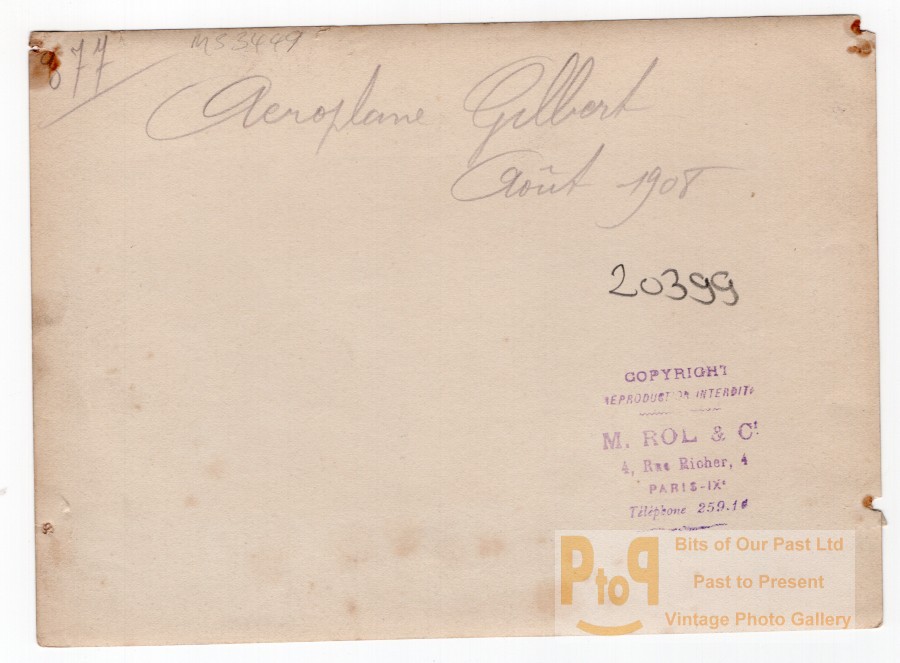 877
MS3449
Aeroplane Gilbert
Août 1908.
20399
COPYRIGHT
REPRODUCTION INTERDITE
M. ROL & Cie
4, Rue Richer, 4
PARIS-IXe
Téléphone 259.1
PtoP
Bits of Our Past Ltd
Past to Present
Vintage Photo Gallery